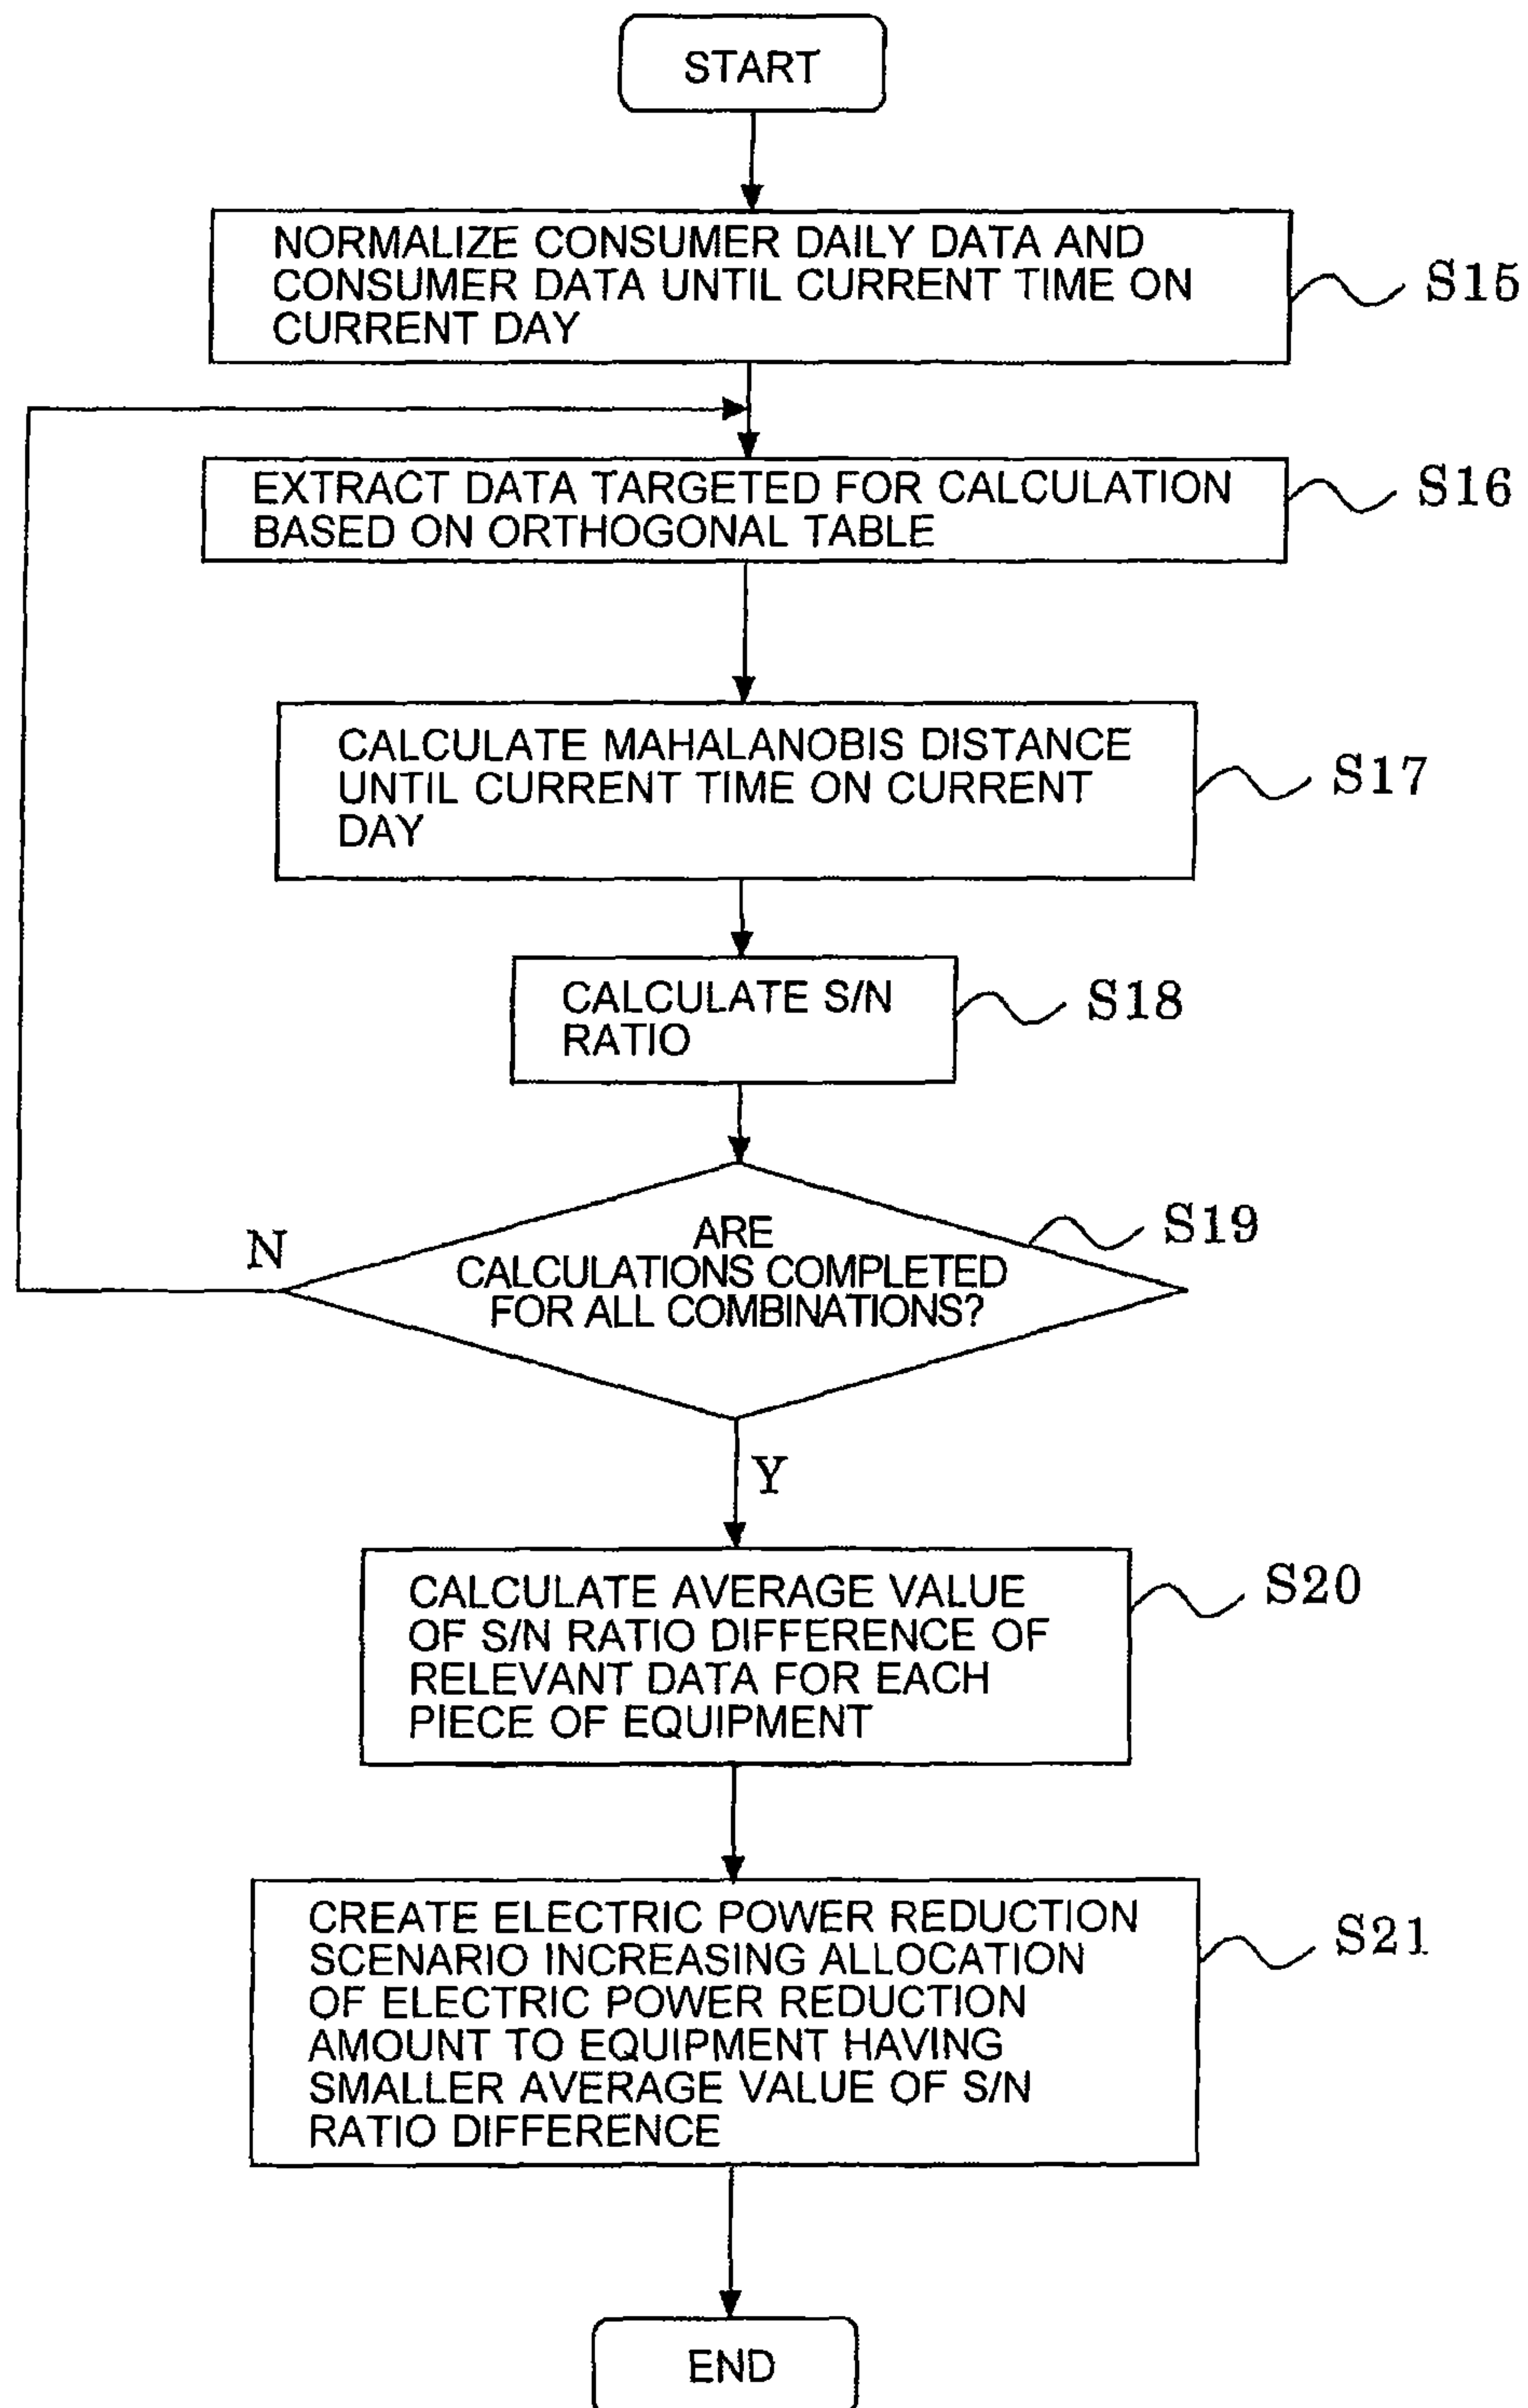 START
NORMALIZE CONSUMER DAILY DATA AND
CONSUMER DATA UNTIL CURRENT TIME ON
CURRENT DAY
S15
EXTRACT DATA TARGETED FOR CALCULATION
BASED ON ORTHOGONAL TABLE
S16
CALCULATE MAHALANOBIS DISTANCE
UNTIL CURRENT TIME ON CURRENT
DAY
S17
CALCULATE S/N
RATIO
S18
ARE
CALCULATIONS COMPLETED
FOR ALL COMBINATIONS?
S19
N
Y
CALCULATE AVERAGE VALUE
OF S/N RATIO DIFFERENCE OF
RELEVANT DATA FOR EACH
PIECE OF EQUIPMENT
S20
CREATE ELECTRIC POWER REDUCTION
SCENARIO INCREASING ALLOCATION
OF ELECTRIC POWER REDUCTION
AMOUNT TO EQUIPMENT HAVING
SMALLER AVERAGE VALUE OF S/N
RATIO DIFFERENCE
S21
END